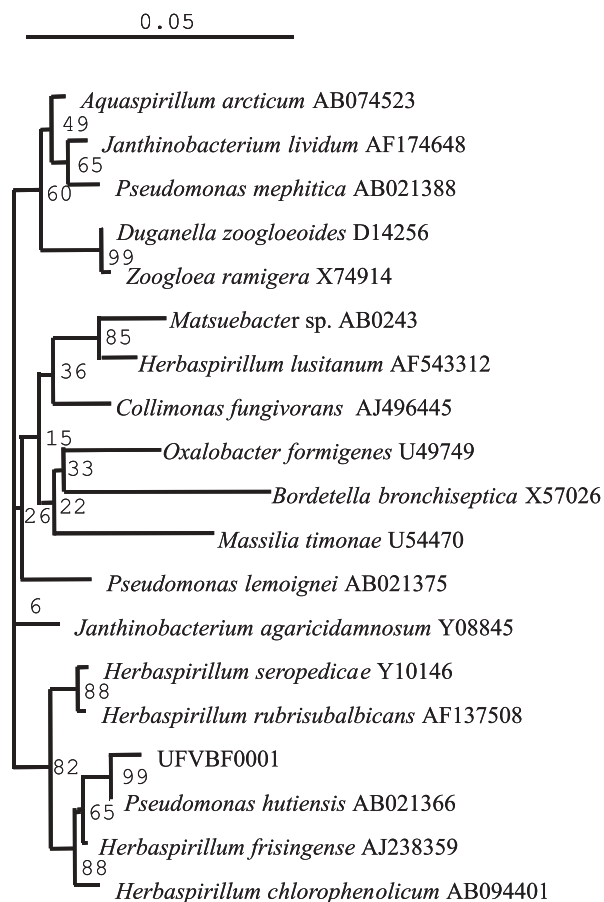 0.05
Aquaspirillum arcticum AB074523
49
Janthinobacterium lividum AF174648
65
Pseudomonas mephitica AB021388
60
Duganella zoogloeoides D14256
99
Zoogloea ramigera X74914
Matsuebacter sp. AB0243
85
Herbaspirillum lusitanum AF543312
36
Collimonas fungivorans AJ496445
15
Oxalobacter formigenes U49749
33
Bordetella bronchiseptica X57026
22
26
Massilia timonae U54470
Pseudomonas lemoignei AB021375
6
Janthinobacterium agaricidamnosum Y08845
Herbaspirillum seropedicae Y10146
88
Herbaspirillum rubrisubalbicans AF137508
UFVBF0001
82
99
Pseudomonas hutiensis AB021366
65
Herbaspirillum frisingense AJ238359
88
Herbaspirillum chlorophenolicum AB094401